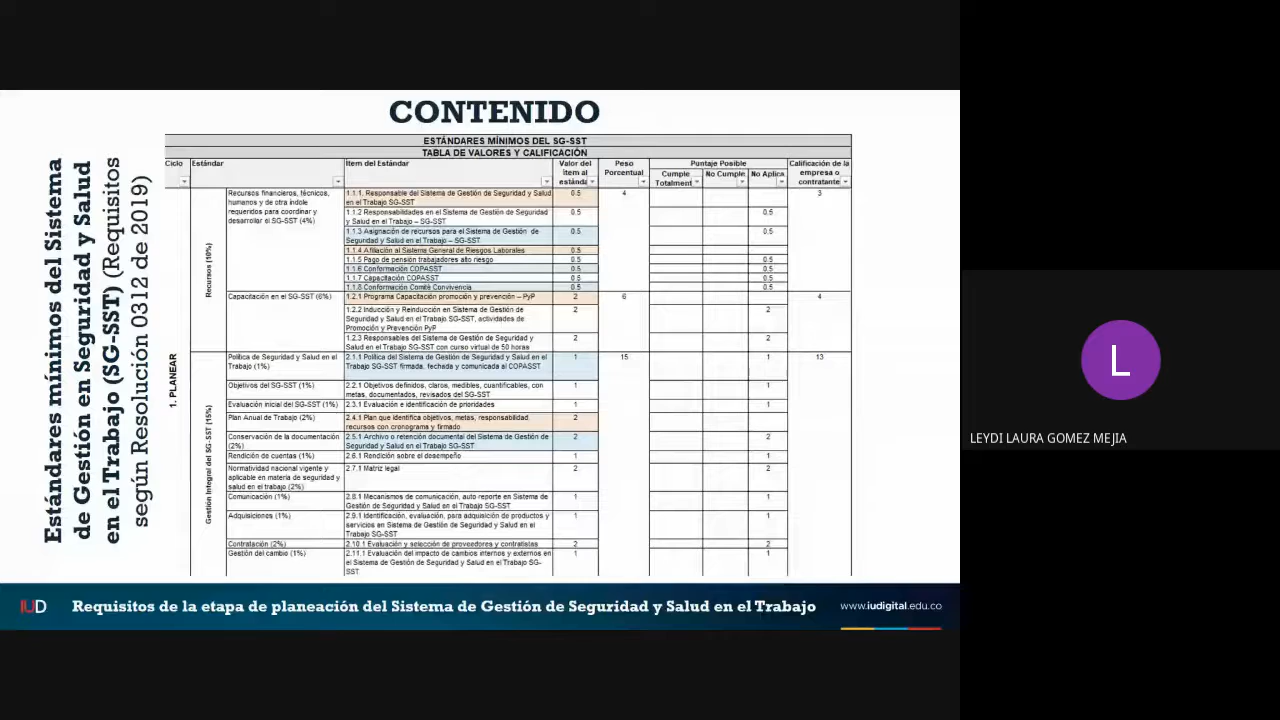 CONTENIDO
Estándares mínimos del Sistema
de Gestión en Seguridad y Salud
en el Trabajo (SG-SST) (Requisitos
según Resolución 0312 de 2019)
ESTÁNDARES MÍNIMOS DEL SG-SST
TABLA DE VALORES Y CALIFICACIÓN
Ciclo
Estándar
Ítem del Estándar
Valor del
ítem al
estánda
Peso
Porcentual
Puntaje Posible
Cumple
Totalment
No Cumple
No Aplica
Calificación de la
empresa o
contratante
1. PLANEAR
Recursos (10%)
Recursos financieros, técnicos,
humanos y de otra índole
requeridos para coordinar y
desarrollar el SG-SST (4%)
1.1.1. Responsable del Sistema de Gestión de Seguridad y Salud
en el Trabajo SG-SST
0.5
4
3
1.1.2 Responsabilidades en el Sistema de Gestión de Seguridad
y Salud en el Trabajo – SG-SST
0.5
0.5
1.1.3 Asignación de recursos para el Sistema de Gestión de
Seguridad y Salud en el Trabajo – SG-SST
0.5
0.5
1.1.4 Afiliación al Sistema General de Riesgos Laborales
0.5
1.1.5 Pago de pensión trabajadores alto riesgo
0.5
0.5
1.1.6 Conformación COPASST
0.5
0.5
1.1.7 Capacitación COPASST
0.5
0.5
1.1.8 Conformación Comité Convivencia
0.5
0.5
Capacitación en el SG-SST (6%)
1.2.1 Programa Capacitación promoción y prevención – PyP
2
6
4
1.2.2 Inducción y Reinducción en Sistema de Gestión de
Seguridad y Salud en el Trabajo SG-SST, actividades de
Promoción y Prevención PyP
2
2
1.2.3 Responsables del Sistema de Gestión de Seguridad y
Salud en el Trabajo SG-SST con curso virtual de 50 horas
2
2
Gestión Integral del SG-SST (15%)
Política de Seguridad y Salud en el
Trabajo (1%)
2.1.1 Política del Sistema de Gestión de Seguridad y Salud en el
Trabajo SG-SST firmada, fechada y comunicada al COPASST
1
15
1
13
Objetivos del SG-SST (1%)
2.2.1 Objetivos definidos, claros, medibles, cuantificables, con
metas, documentados, revisados del SG-SST
1
1
Evaluación inicial del SG-SST (1%)
2.3.1 Evaluación e identificación de prioridades
1
1
Plan Anual de Trabajo (2%)
2.4.1 Plan que identifica objetivos, metas, responsabilidad,
recursos con cronograma y firmado
2
Conservación de la documentación
(2%)
2.5.1 Archivo o retención documental del Sistema de Gestión de
Seguridad y Salud en el Trabajo SG-SST
2
2
Rendición de cuentas (1%)
2.6.1 Rendición sobre el desempeño
1
1
Normatividad nacional vigente y
aplicable en materia de seguridad y
salud en el trabajo (2%)
2.7.1 Matriz legal
2
2
Comunicación (1%)
2.8.1 Mecanismos de comunicación, auto reporte en Sistema de
Gestión de Seguridad y Salud en el Trabajo SG-SST
1
1
Adquisiciones (1%)
2.9.1 Identificación, evaluación, para adquisición de productos y
servicios en Sistema de Gestión de Seguridad y Salud en el
Trabajo SG-SST
1
1
Contratación (2%)
2.10.1 Evaluación y selección de proveedores y contratistas
2
2
Gestión del cambio (1%)
2.11.1 Evaluación del impacto de cambios internos y externos en
el Sistema de Gestión de Seguridad y Salud en el Trabajo SG-
SST
1
1
IUD
Requisitos de la etapa de planeación del Sistema de Gestión de Seguridad y Salud en el Trabajo
www.iudigital.edu.co
L
LEYDI LAURA GOMEZ MEJIA